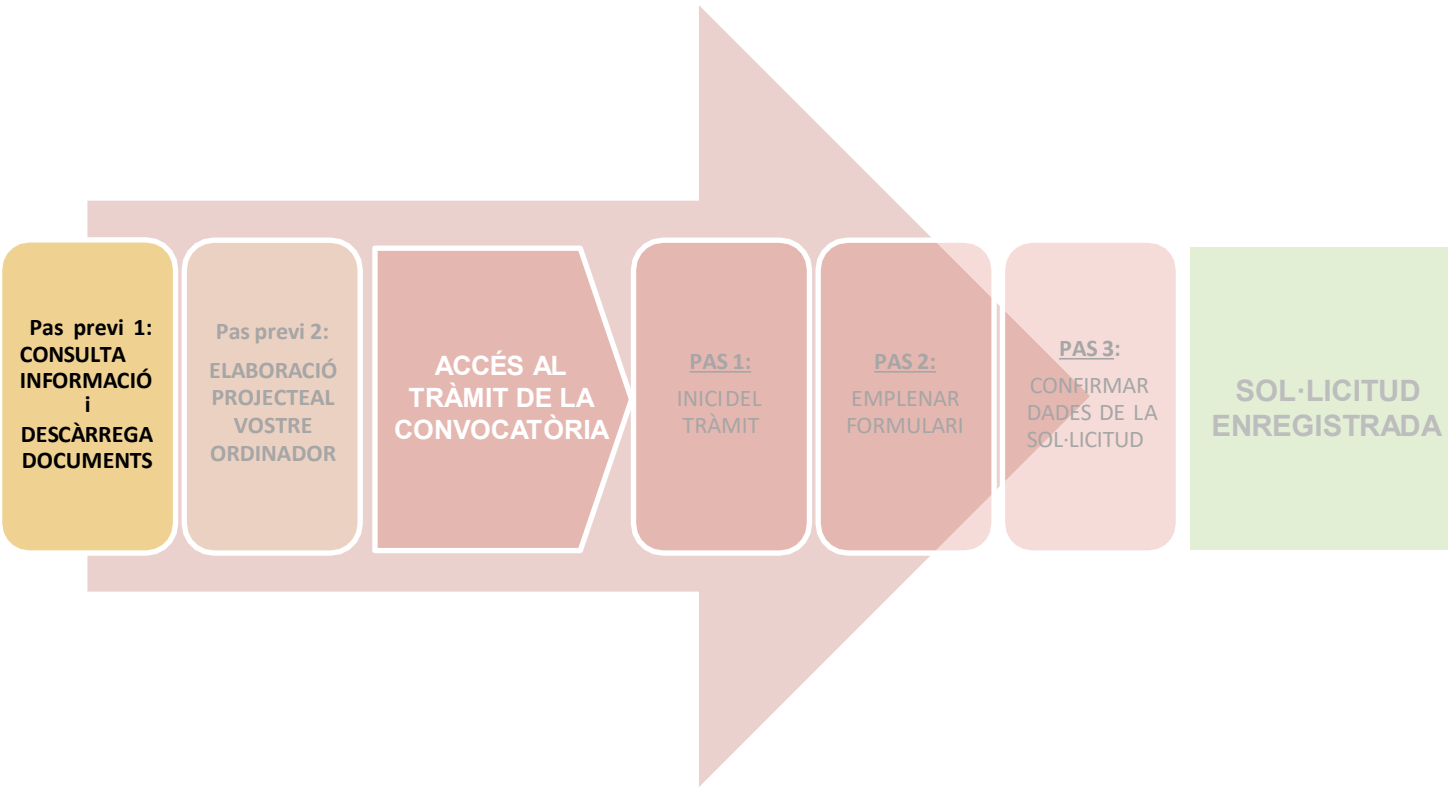 Pas previ 1:
CONSULTA
INFORMACIÓ
i
DESCÀRREGA
DOCUMENTS
Pas previ 2:
ELABORACIÓ
PROJECTEAL
VOSTRE
ORDINADOR
ACCÉS AL
TRÀMIT DE LA
CONVOCATÒRIA
PAS 1:
INICIDEL
TRÀMIT
PAS 2:
EMPLENAR
FORMULARI
PAS 3:
CONFIRMAR
DADES DE LA
SOL·LICITUD
SOL·LICITUD
ENREGISTRADA